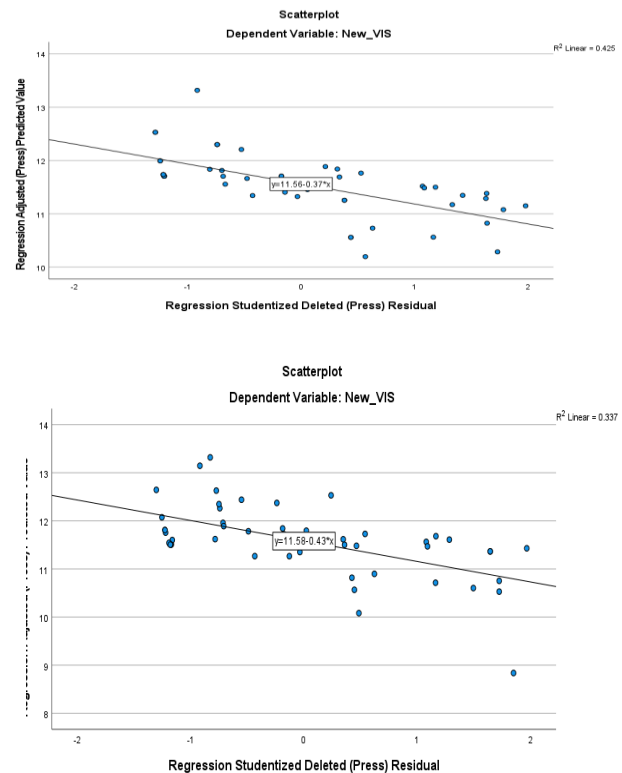 Scatterplot
Dependent Variable: New_VIS
R2 Linear = 0.425
Regression Adjusted (Press) Predicted Value
14
13
12
11
10
y=11.56-0.37*x
-2 -1 0 1 2
Regression Studentized Deleted (Press) Residual
Scatterplot
Dependent Variable: New_VIS
R2 Linear = 0.337
14
13
12
11
10
9
8
y=11.58-0.43*x
-2 -1 0 1 2
Regression Studentized Deleted (Press) Residual